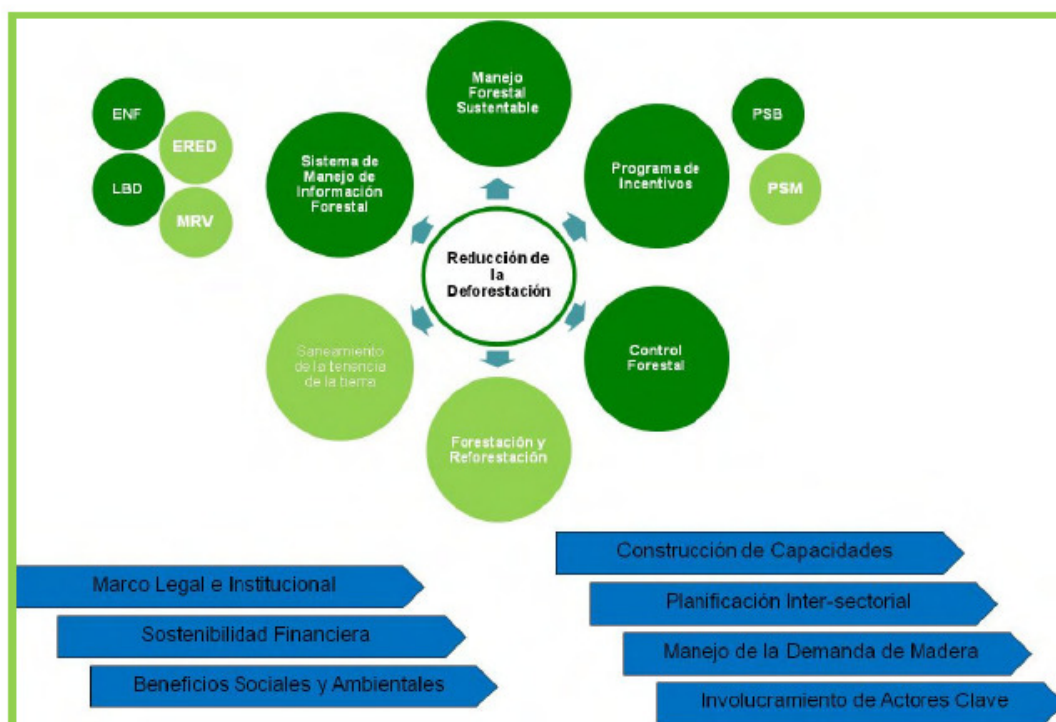 Manejo
Forestal
Sustentable
ENF
ERED
LBD
MRV
Sistema de
Manejo de
Información
Forestal
Programa de
Incentivos
PSB
PSM
Reducción de
la
Deforestación
Saneamiento
de la tenencia
de la tierra
Control
Forestal
Forestación y
Reforestación
Marco Legal e Institucional
Sostenibilidad Financiera
Beneficios Sociales y Ambientales
Construcción de Capacidades
Planificación Inter-sectorial
Manejo de la Demanda de Madera
Involucramiento de Actores Clave